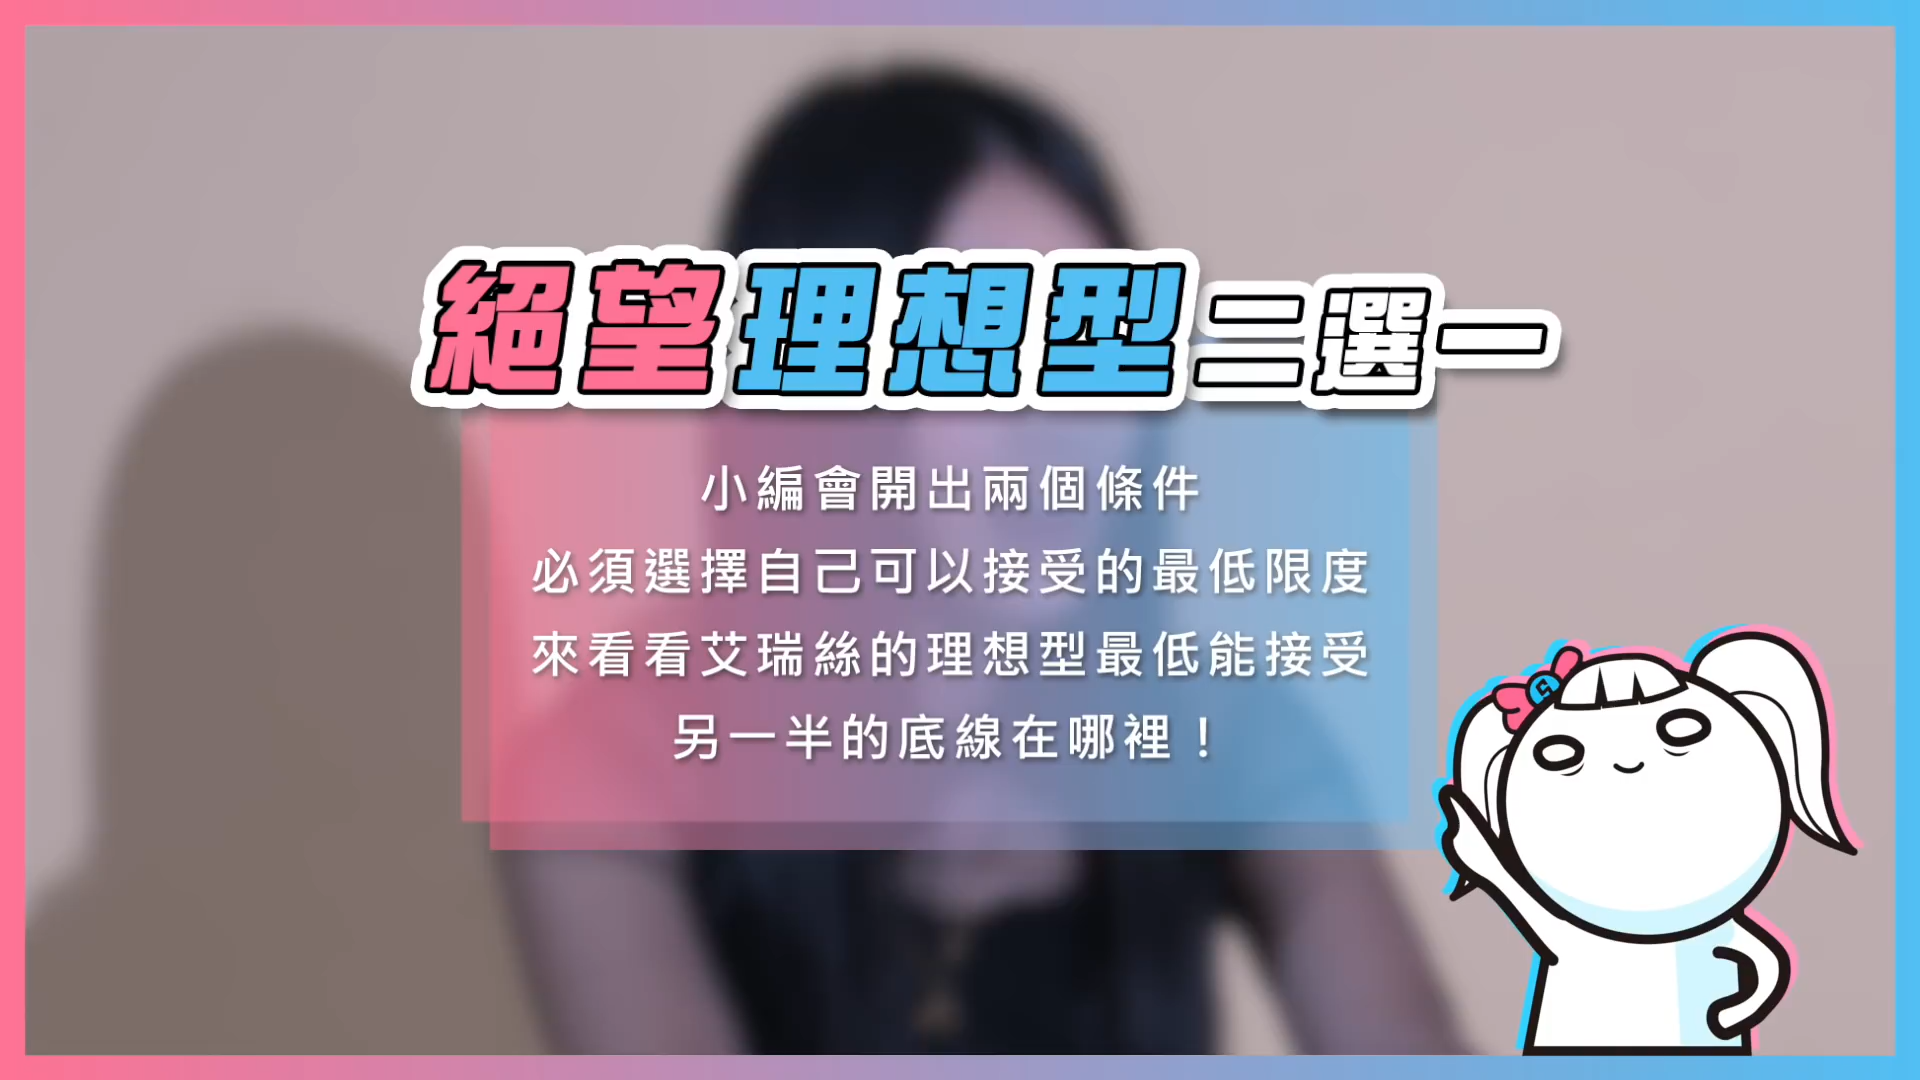 絕望理想型二選一
小編會開出兩個條件
必須選擇自己可以接受的最低限度
來看看艾瑞絲的理想型最低能接受
另一半的底線在哪裡！
S